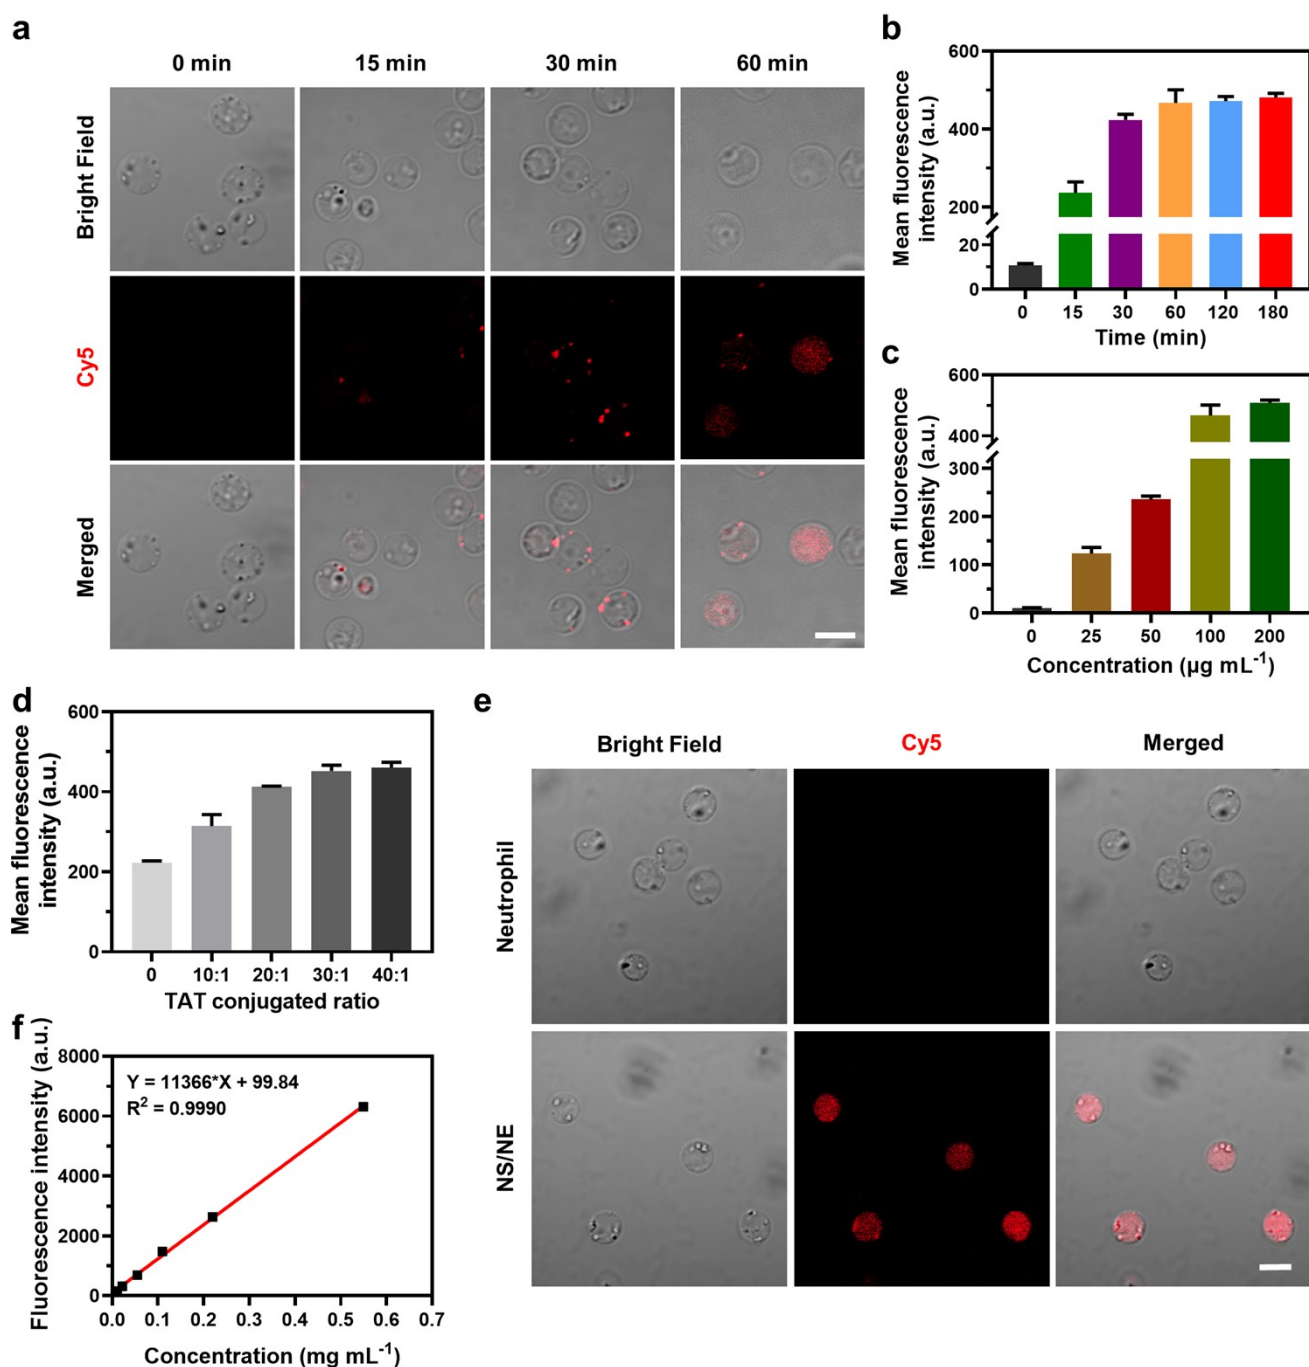 a
0 min
15 min
30 min
60 min
Bright Field
Cy5
Merged
b
Mean fluorescence
intensity (a.u.)
600
400
200
20
0
0
15
30
60
120
180
Time (min)
c
Mean fluorescence
intensity (a.u.)
600
400
300
200
100
0
0
25
50
100
200
Concentration (µg mL⁻¹)
d
Mean fluorescence
intensity (a.u.)
600
400
200
0
0
10:1
20:1
30:1
40:1
TAT conjugated ratio
e
Bright Field
Cy5
Merged
Neutrophil
NS/NE
f
Fluorescence intensity (a.u.)
8000
6000
4000
2000
0
Y = 11366*X + 99.84
R² = 0.9990
0.0
0.1
0.2
0.3
0.4
0.5
0.6
0.7
Concentration (mg mL⁻¹)